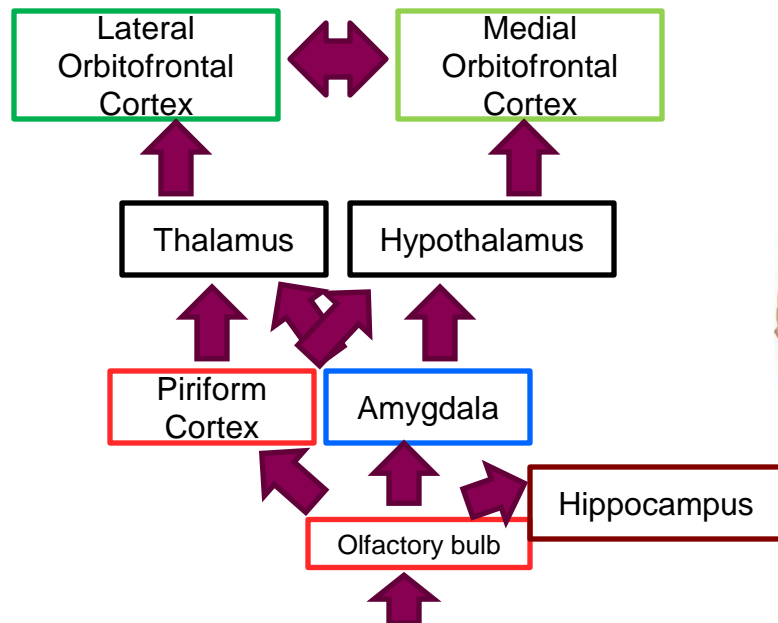 Lateral
Orbitofrontal
Cortex
Medial
Orbitofrontal
Cortex
Thalamus
Hypothalamus
Piriform
Cortex
Amygdala
Hippocampus
Olfactory bulb